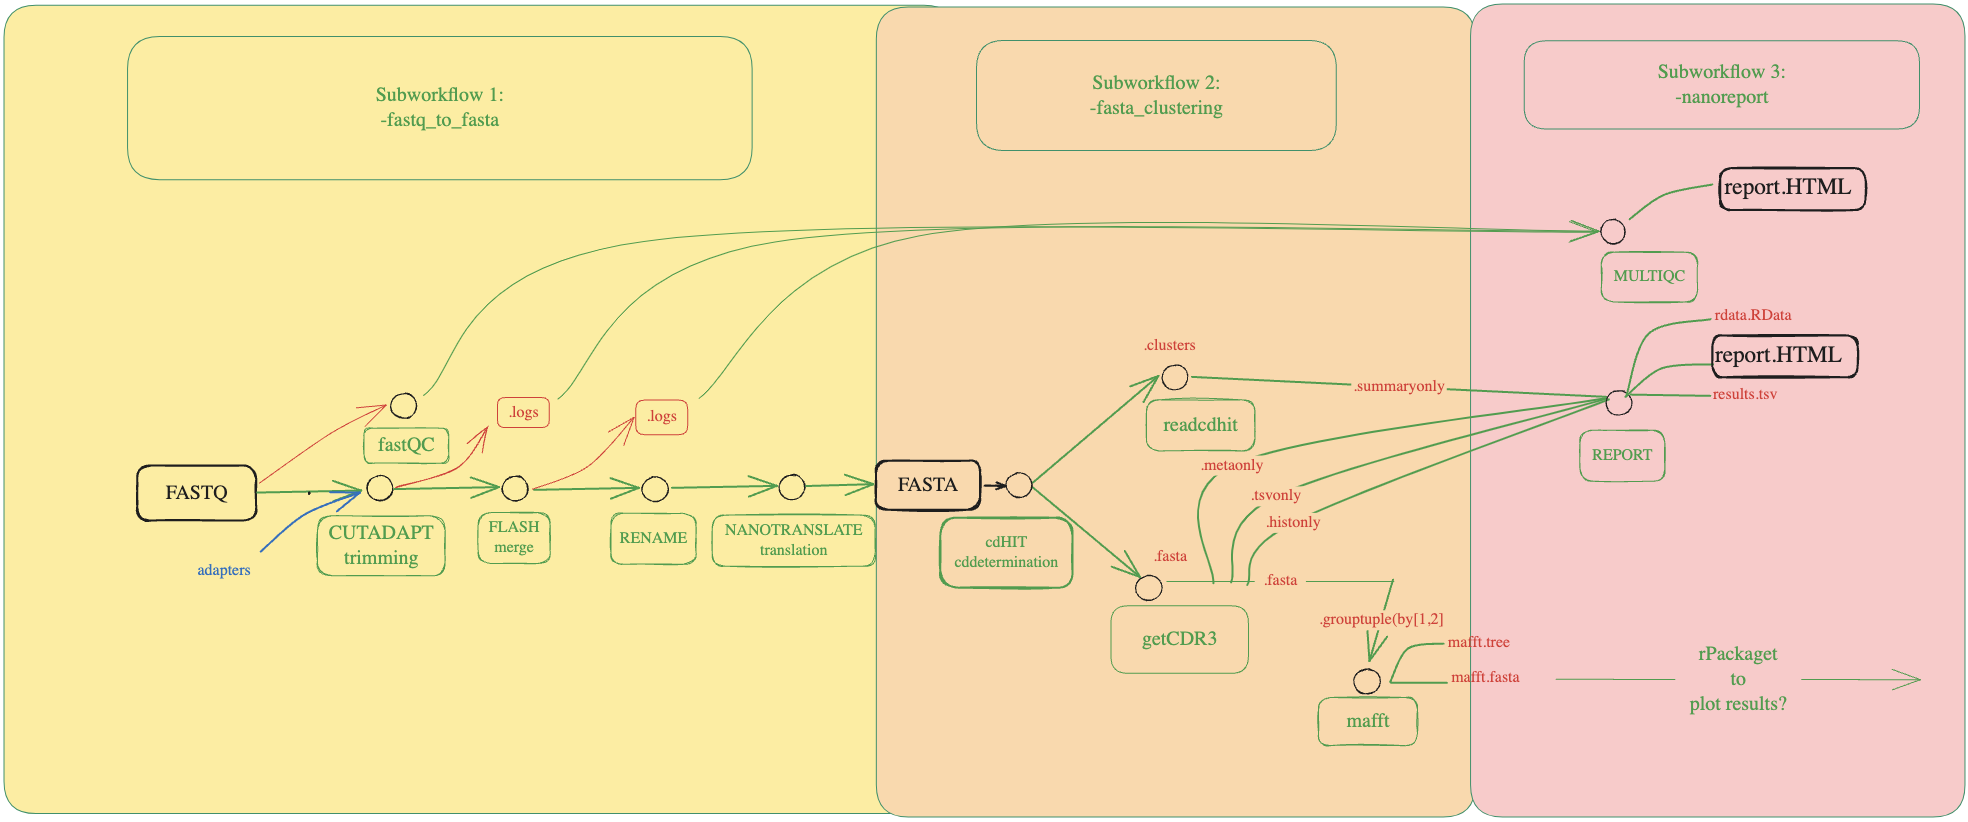 Subworkflow 1:
-fastq_to_fasta
Subworkflow 2:
-fasta_clustering
Subworkflow 3:
-nanoreport
report.HTML
MULTIQC
rdata.RData
report.HTML
results.tsv
REPORT
.clusters
.summaryonly
readcdhit
.metaonly
.tsvonly
.histonly
.logs
.logs
fastQC
FASTQ
CUTADAPT
trimming
adapters
FLASH
merge
RENAME
NANOTRANSLATE
translation
FASTA
cdHIT
cddetermination
.fasta
.fasta
getCDR3
.grouptuple(by[1,2]
mafft.tree
mafft.fasta
mafft
rPackaget
to
plot results?